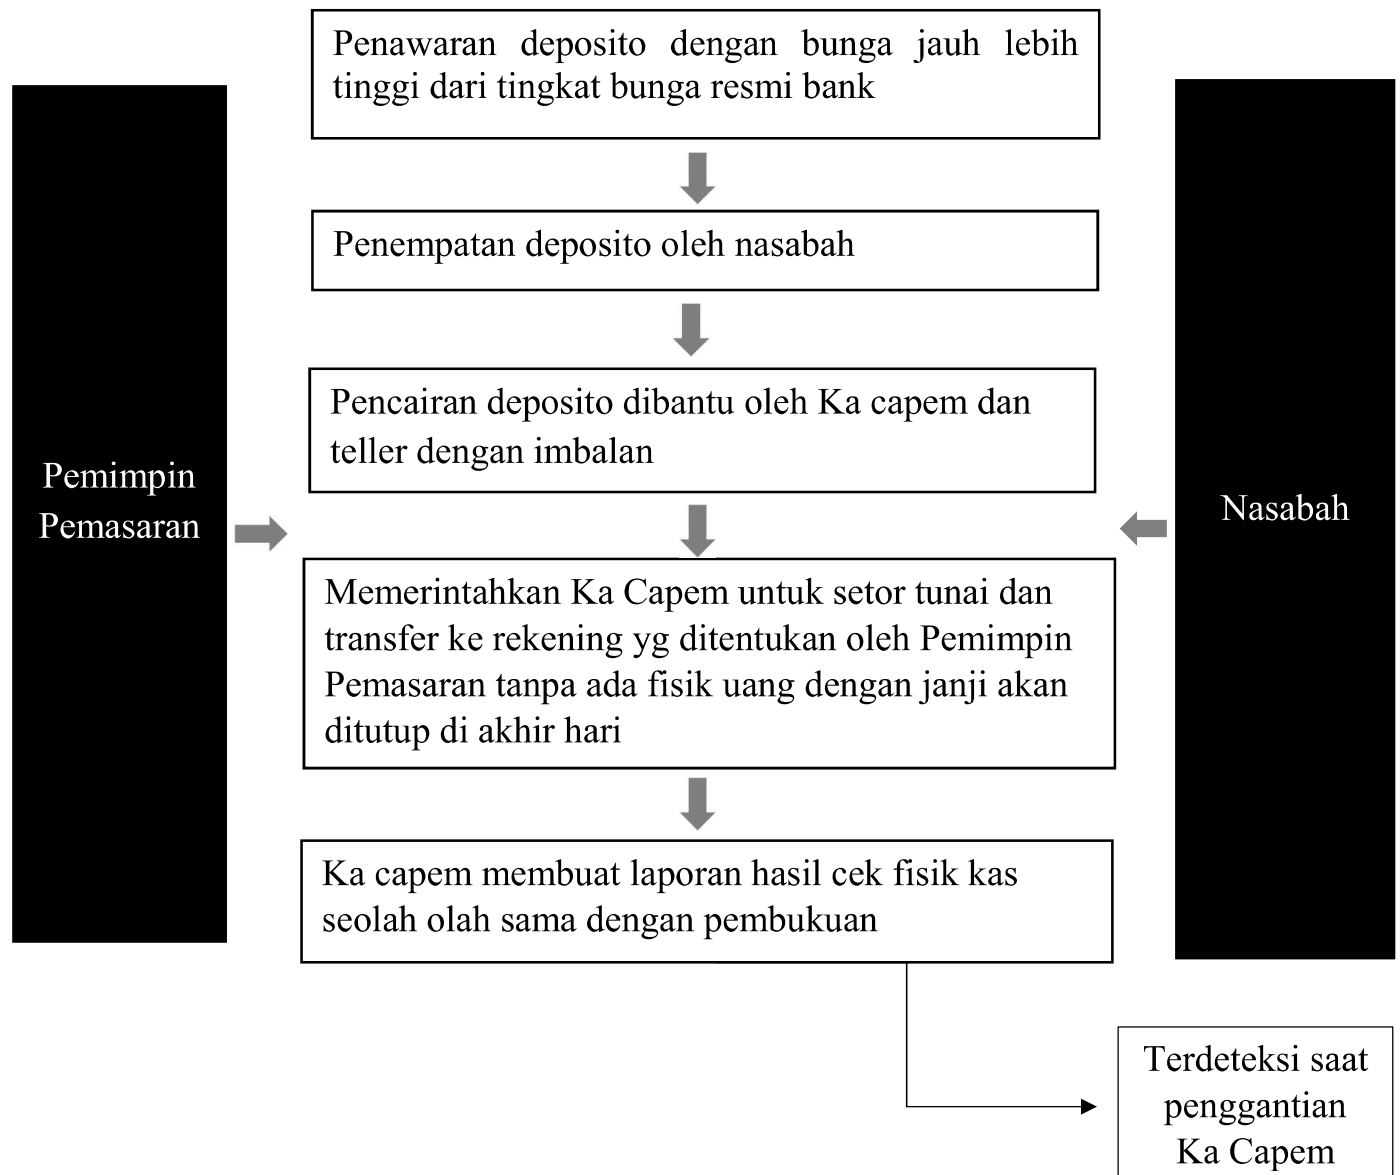 Penawaran deposito dengan bunga jauh lebih
tinggi dari tingkat bunga resmi bank
Penempatan deposito oleh nasabah
Pencairan deposito dibantu oleh Ka capem dan
teller dengan imbalan
Pemimpin
Pemasaran
Nasabah
Memerintahkan Ka Capem untuk setor tunai dan
transfer ke rekening yg ditentukan oleh Pemimpin
Pemasaran tanpa ada fisik uang dengan janji akan
ditutup di akhir hari
Ka capem membuat laporan hasil cek fisik kas
seolah olah sama dengan pembukuan
Terdeteksi saat
penggantian
Ka Capem